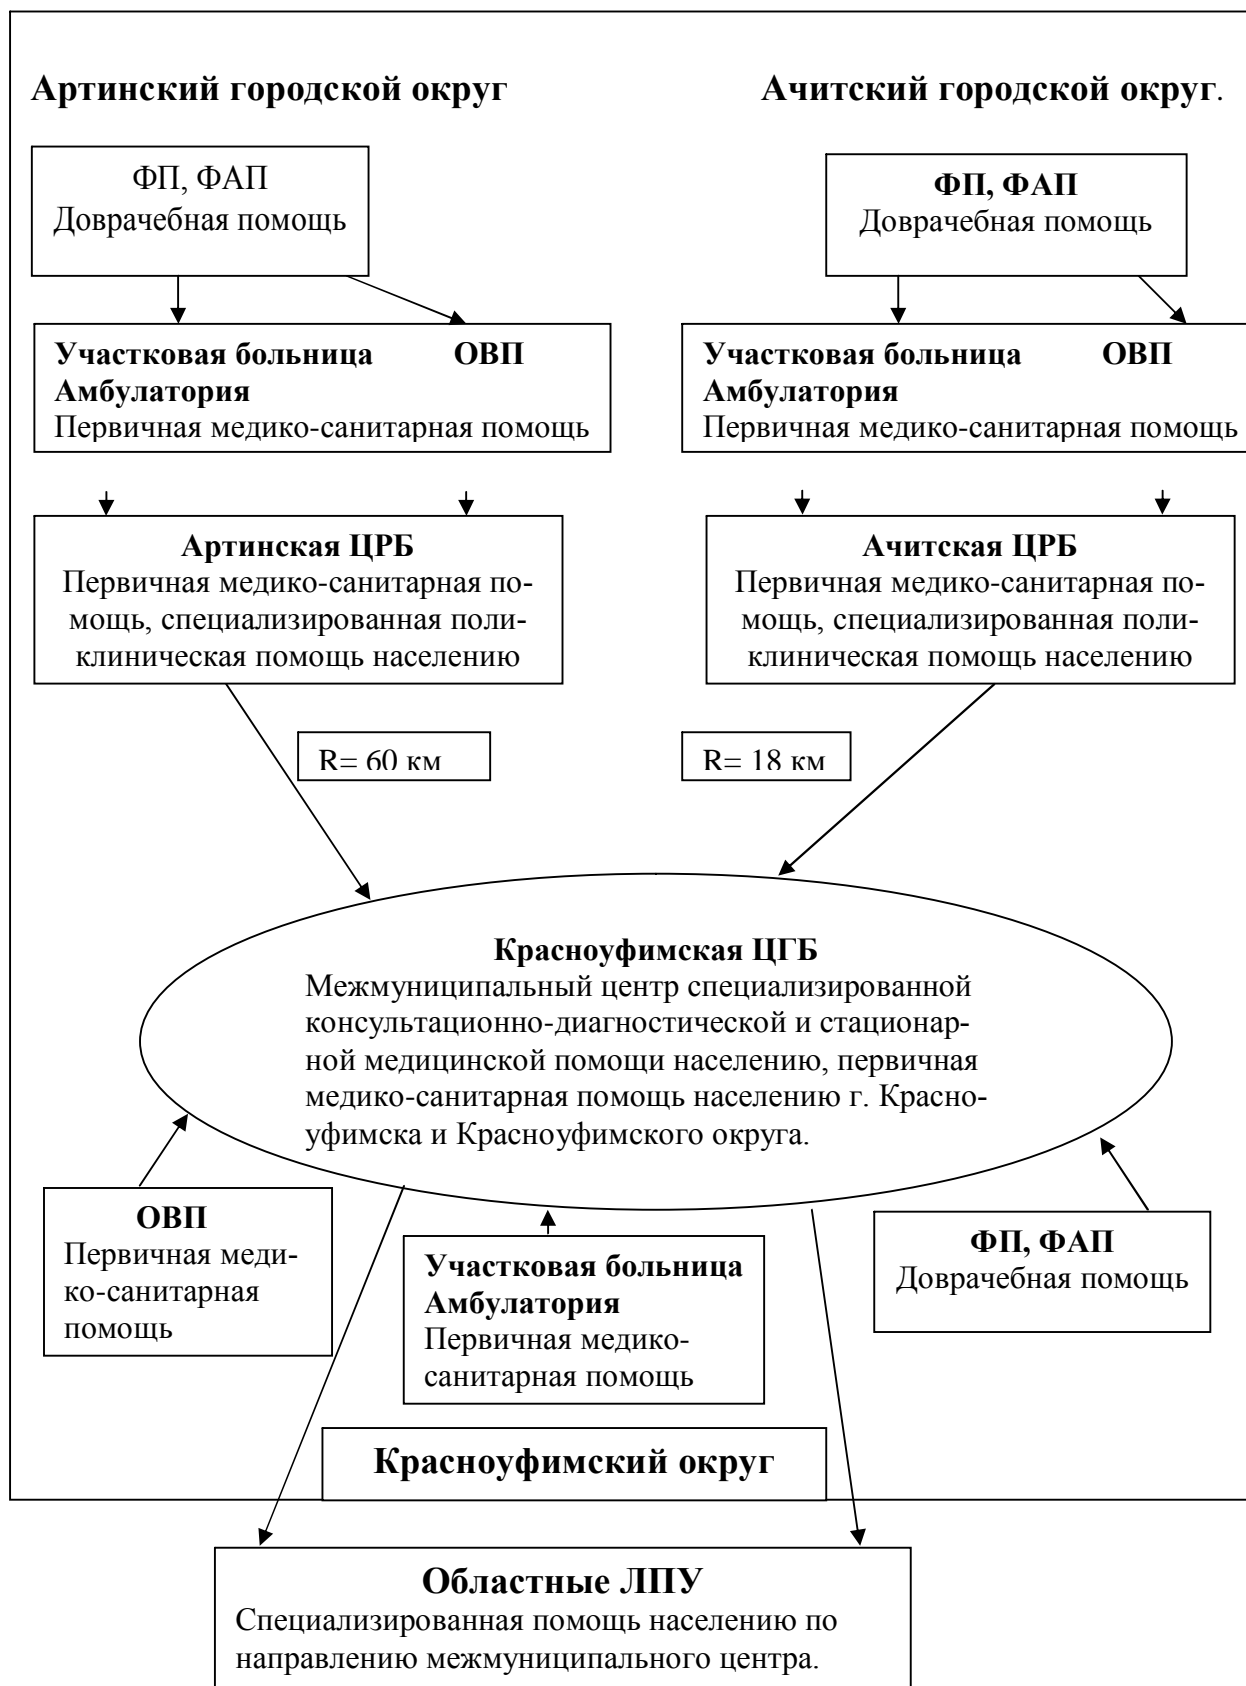 Артинский городской округ
Ачитский городской округ.
ФП, ФАП
Доврачебная помощь
ФП, ФАП
Доврачебная помощь
Участковая больница ОВП
Амбулатория
Первичная медико-санитарная помощь
Участковая больница ОВП
Амбулатория
Первичная медико-санитарная помощь
Артинская ЦРБ
Первичная медико-санитарная по-
мощь, специализированная поли-
клиническая помощь населению
Ачитская ЦРБ
Первичная медико-санитарная по-
мощь, специализированная поли-
клиническая помощь населению
R= 60 км
R= 18 км
Красноуфимская ЦГБ
Межмуниципальный центр специализированной
консультационно-диагностической и стационар-
ной медицинской помощи населению, первичная
медико-санитарная помощь населению г. Красно-
уфимска и Красноуфимского округа.
ОВП
Первичная меди-
ко-санитарная
помощь
Участковая больница
Амбулатория
Первичная медико-
санитарная помощь
ФП, ФАП
Доврачебная помощь
Красноуфимский округ
Областные ЛПУ
Специализированная помощь населению по
направлению межмуниципального центра.